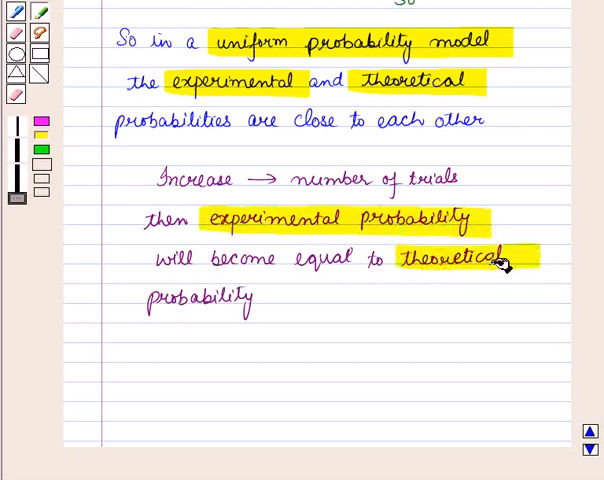 So in a uniform probability model
the experimental and theoretical
probabilities are close to each other
Increase → number of trials
then experimental probability
will become equal to theoretical
probability